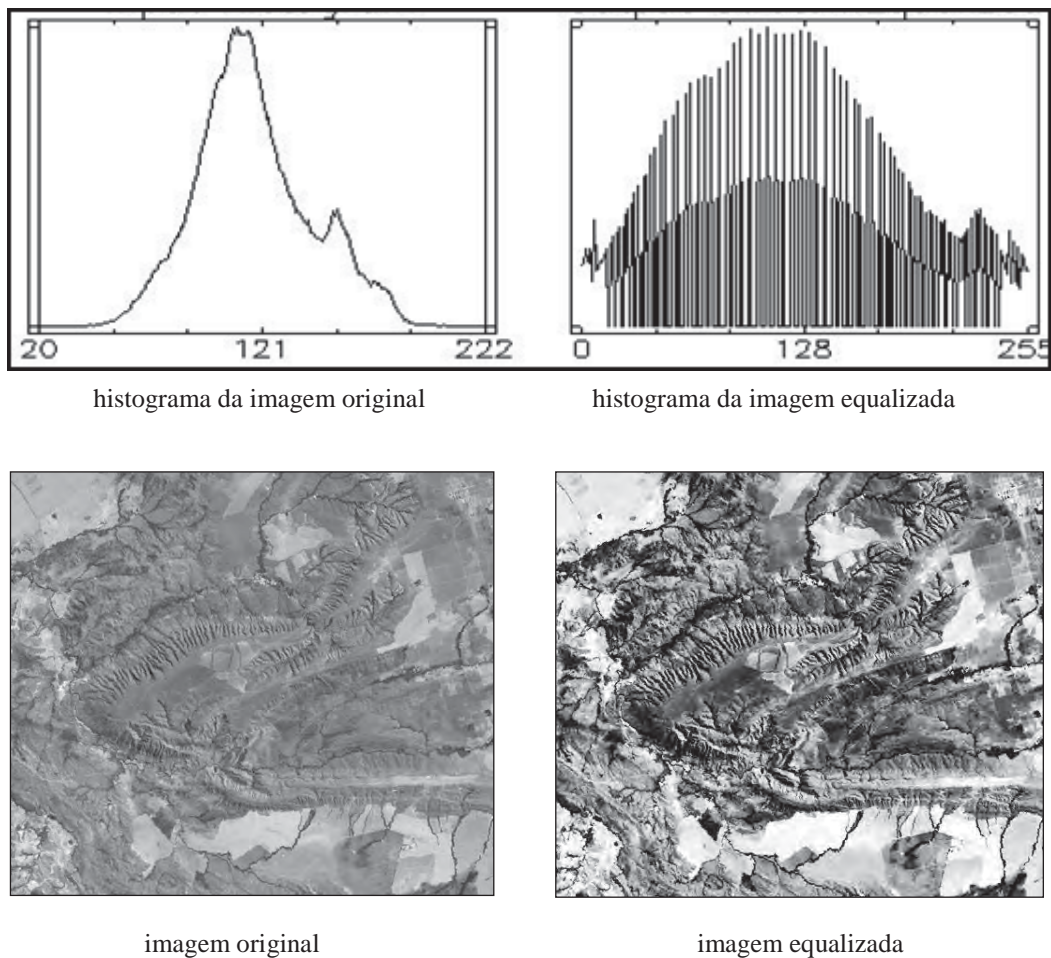 20 121 222 0 128 255
histograma da imagem original histograma da imagem equalizada
imagem original imagem equalizada